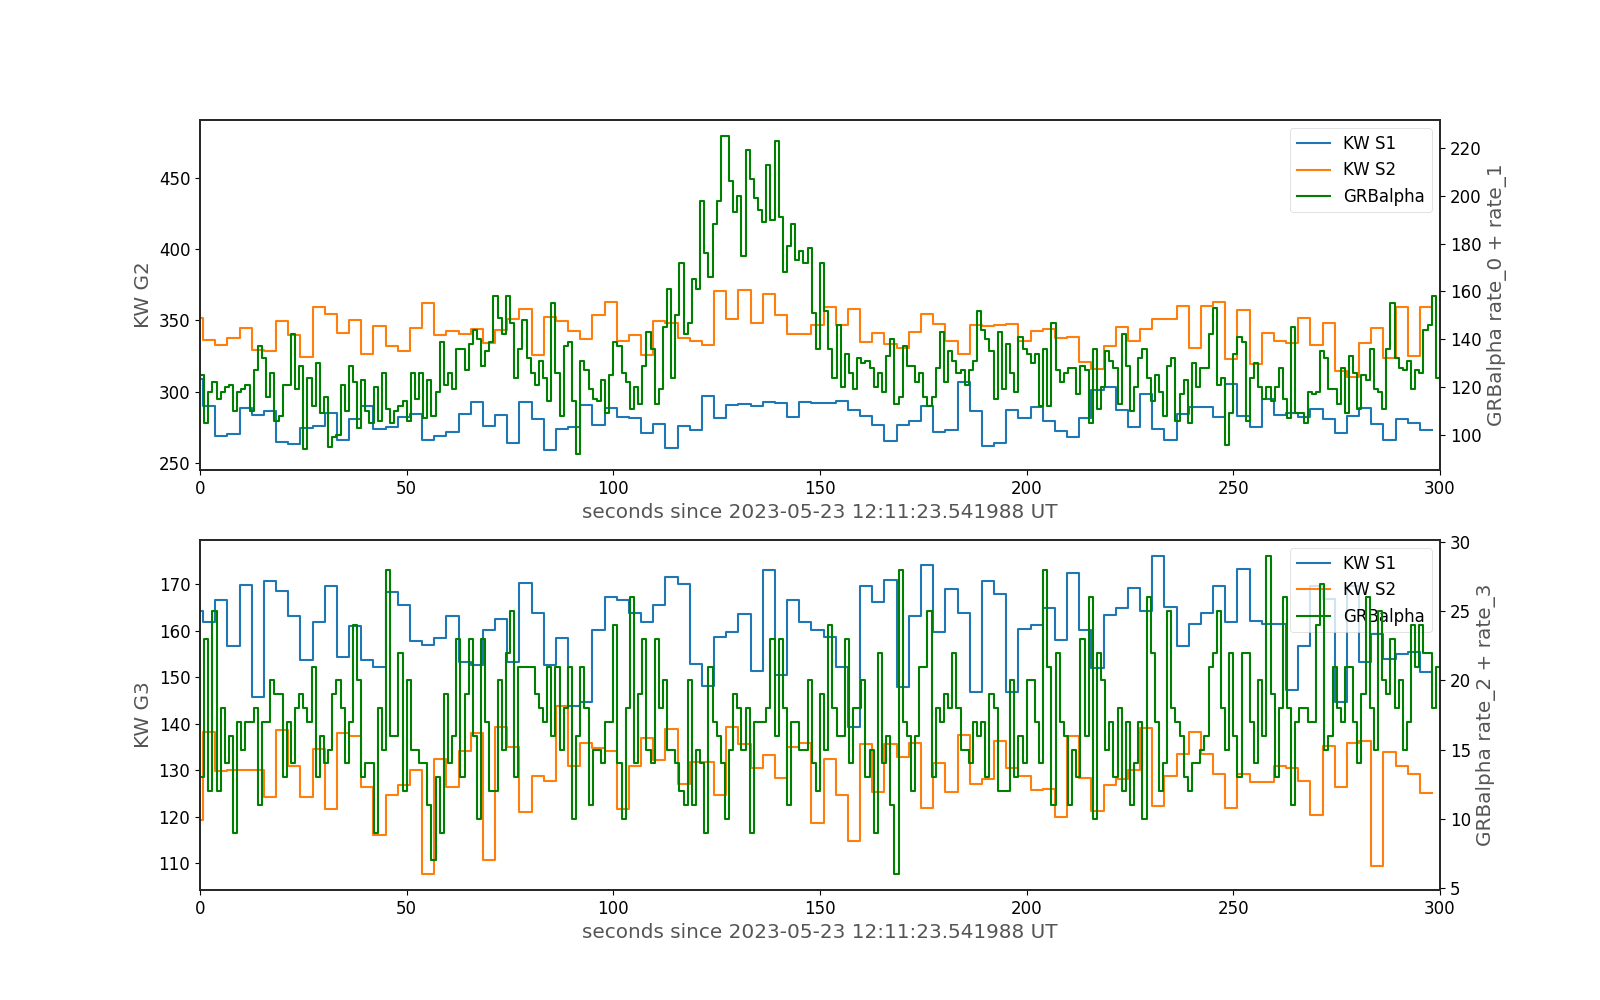 KW S1
KW S2
GRBalpha
450
400
350
300
250
KW G2
220
200
180
160
140
120
100
GRBalpha rate_0 + rate_1
0 50 100 150 200 250 300
seconds since 2023-05-23 12:11:23.541988 UT
KW S1
KW S2
GRBalpha
170
160
150
140
130
120
110
KW G3
30
25
20
15
10
5
GRBalpha rate_2 + rate_3
0 50 100 150 200 250 300
seconds since 2023-05-23 12:11:23.541988 UT